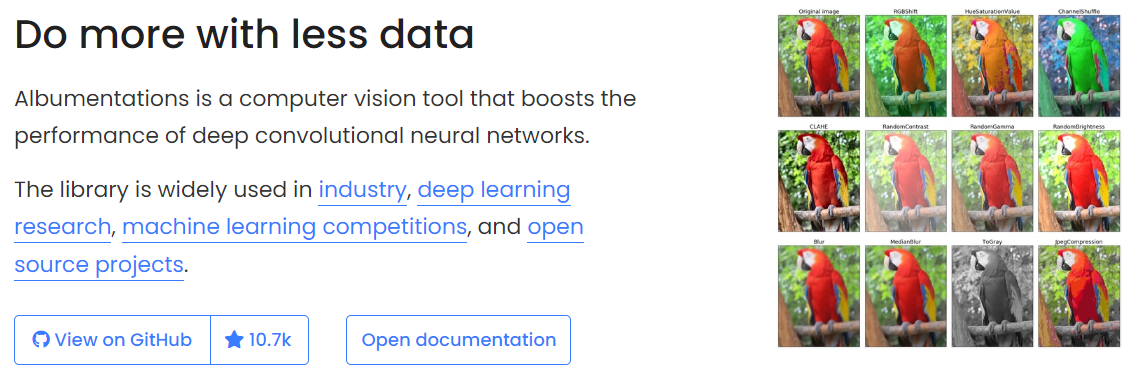 Do more with less data
Albumentations is a computer vision tool that boosts the
performance of deep convolutional neural networks.
The library is widely used in industry, deep learning
research, machine learning competitions, and open
source projects.
View on GitHub
10.7k
Open documentation
Original image
RGBShift
HueSaturationValue
ChannelShuffle
CLAHE
RandomContrast
RandomGamma
RandomBrightness
Blur
MedianBlur
ToGray
JpegCompression